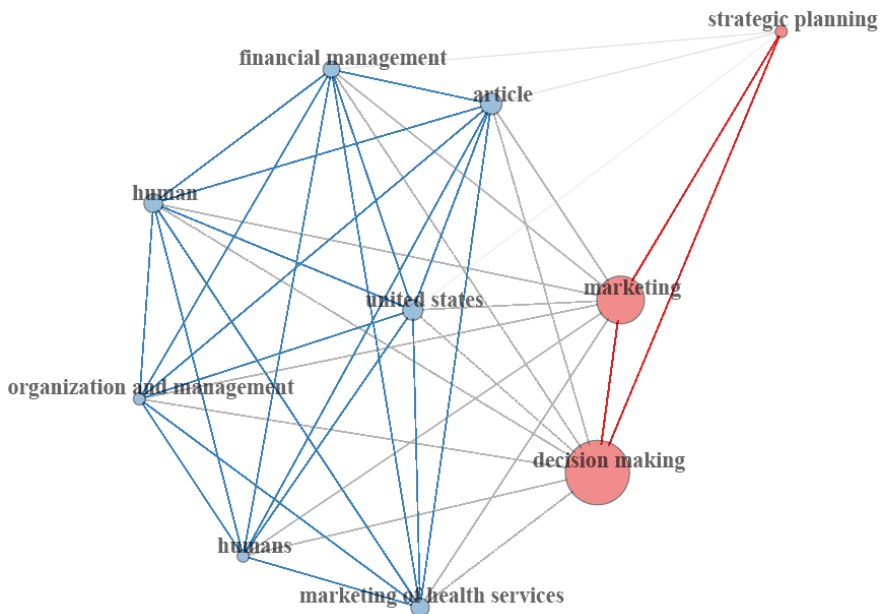 strategic planning
financial management
article
human
marketing
united states
organization and management
decision making
humans
marketing of health services